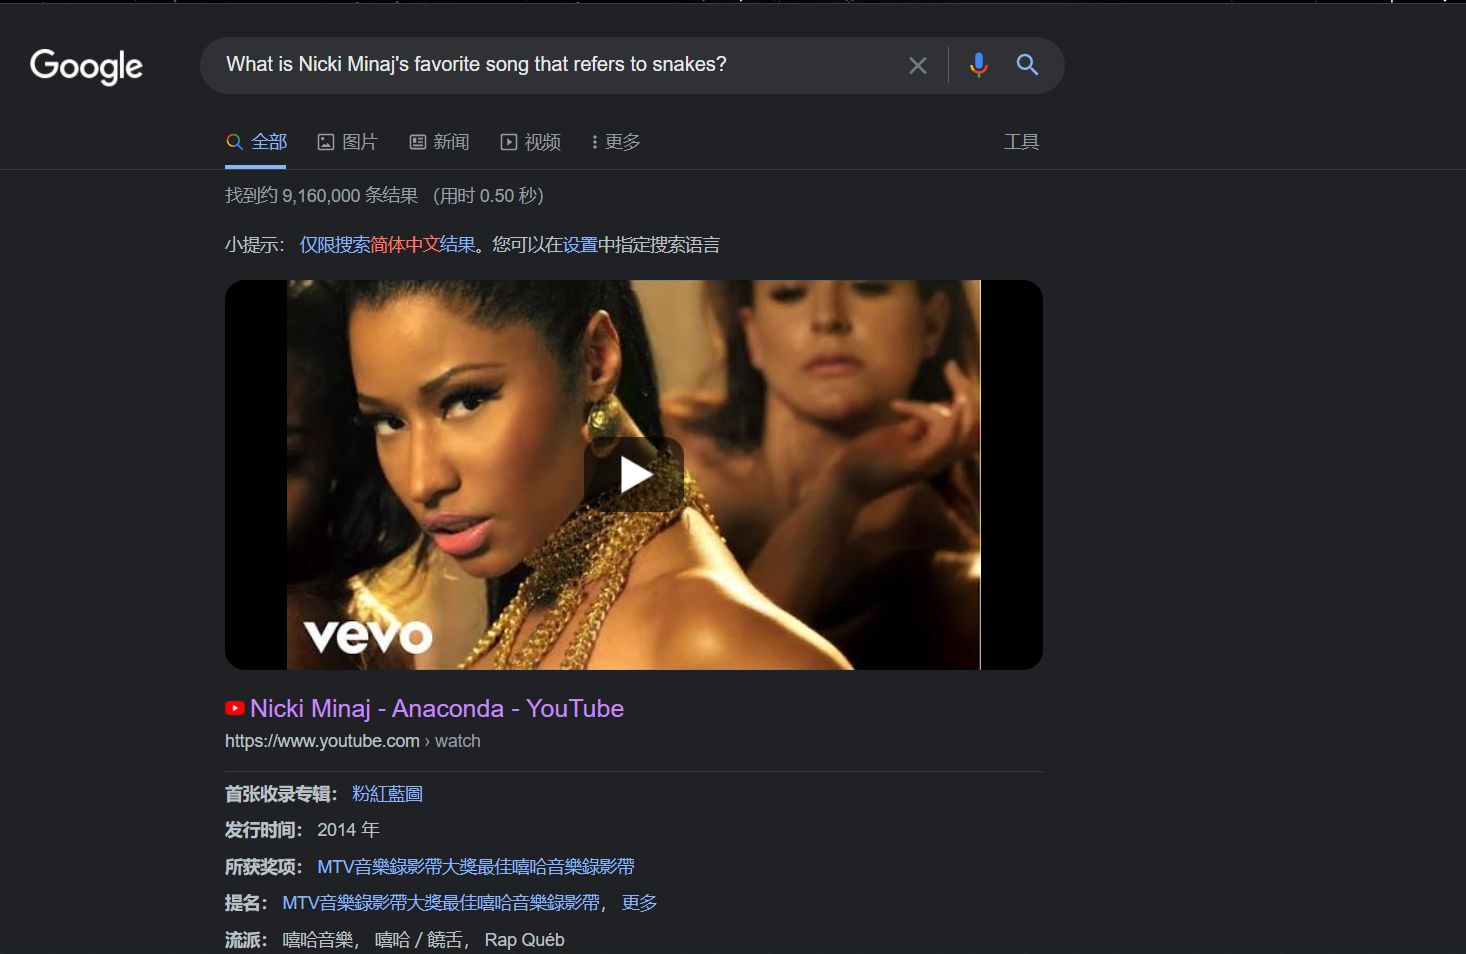 Google
What is Nicki Minaj's favorite song that refers to snakes?
全部 图片 新闻 视频 更多 工具
找到约 9,160,000 条结果 （用时 0.50 秒）
小提示： 仅限搜索简体中文结果。您可以在设置中指定搜索语言
vevo
Nicki Minaj - Anaconda - YouTube
https://www.youtube.com › watch
首张收录专辑： 粉紅藍圖
发行时间： 2014 年
所获奖项： MTV音樂錄影帶大獎最佳嘻哈音樂錄影帶
提名： MTV音樂錄影帶大獎最佳嘻哈音樂錄影帶， 更多
流派： 嘻哈音樂， 嘻哈 / 饒舌， Rap Québ